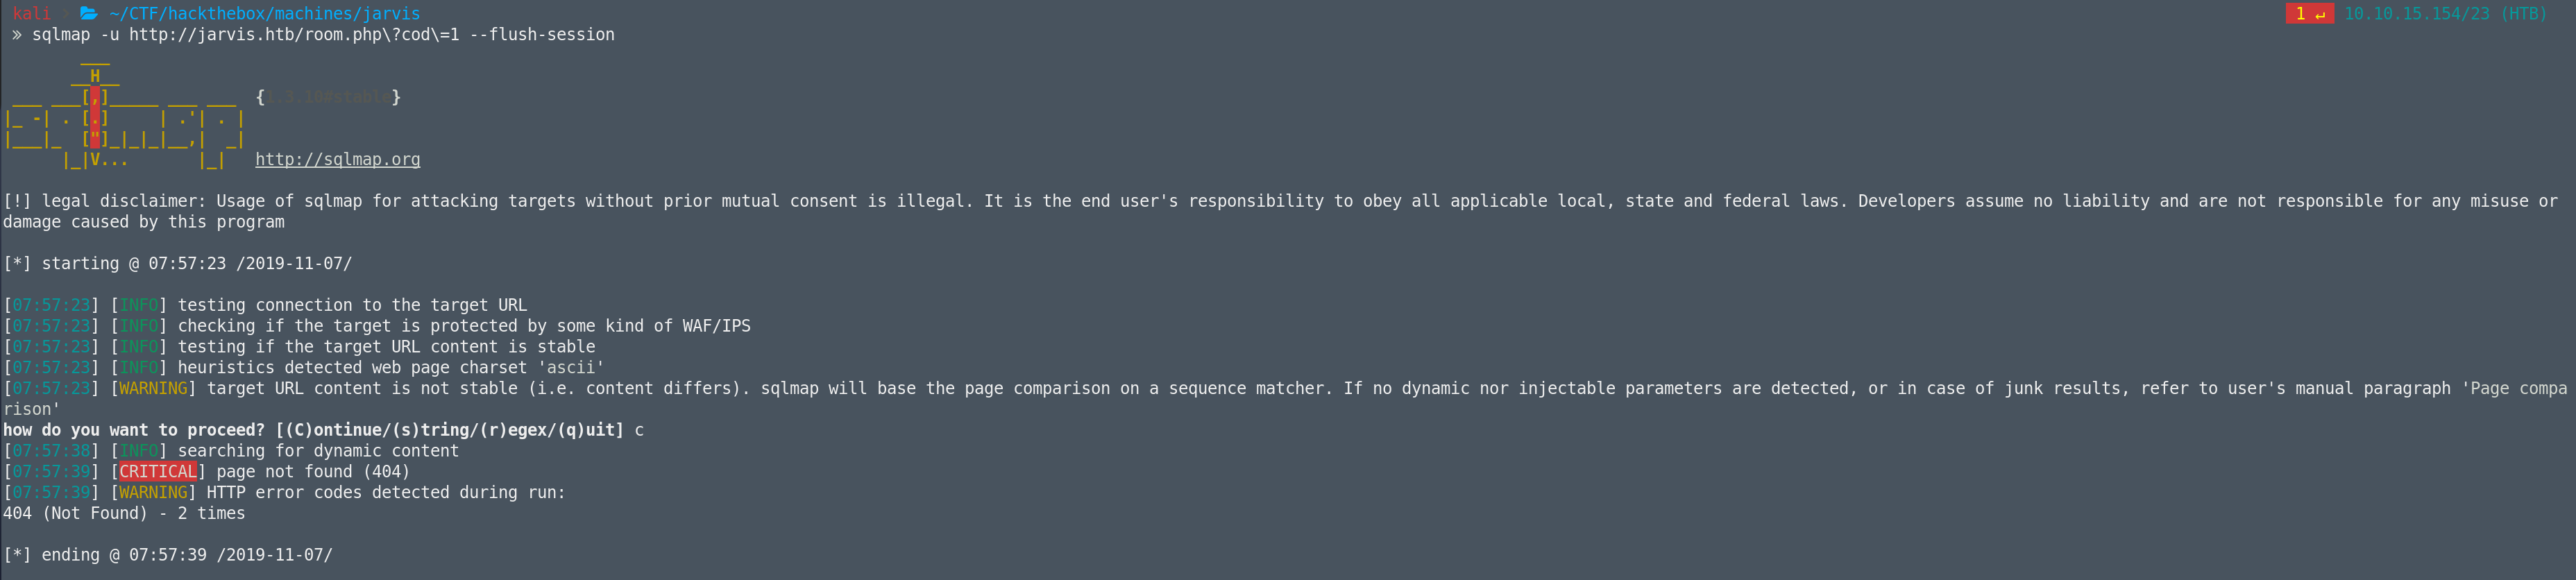 kali ~/CTF/hackthebox/machines/jarvis 1 ↵ 10.10.15.154/23 (HTB)
» sqlmap -u http://jarvis.htb/room.php\?cod\=1 --flush-session
        ___
       __H__
 ___ ___[,]_____ ___ ___  {1.3.10#stable}
|_ -| . [.]     | .'| . |
|___|_  ["]_|_|_|__,|  _|
      |_|V...       |_|   http://sqlmap.org
[!] legal disclaimer: Usage of sqlmap for attacking targets without prior mutual consent is illegal. It is the end user's responsibility to obey all applicable local, state and federal laws. Developers assume no liability and are not responsible for any misuse or
damage caused by this program
[*] starting @ 07:57:23 /2019-11-07/
[07:57:23] [INFO] testing connection to the target URL
[07:57:23] [INFO] checking if the target is protected by some kind of WAF/IPS
[07:57:23] [INFO] testing if the target URL content is stable
[07:57:23] [INFO] heuristics detected web page charset 'ascii'
[07:57:23] [WARNING] target URL content is not stable (i.e. content differs). sqlmap will base the page comparison on a sequence matcher. If no dynamic nor injectable parameters are detected, or in case of junk results, refer to user's manual paragraph 'Page compa
rison'
how do you want to proceed? [(C)ontinue/(s)tring/(r)egex/(q)uit] c
[07:57:38] [INFO] searching for dynamic content
[07:57:39] [CRITICAL] page not found (404)
[07:57:39] [WARNING] HTTP error codes detected during run:
404 (Not Found) - 2 times
[*] ending @ 07:57:39 /2019-11-07/